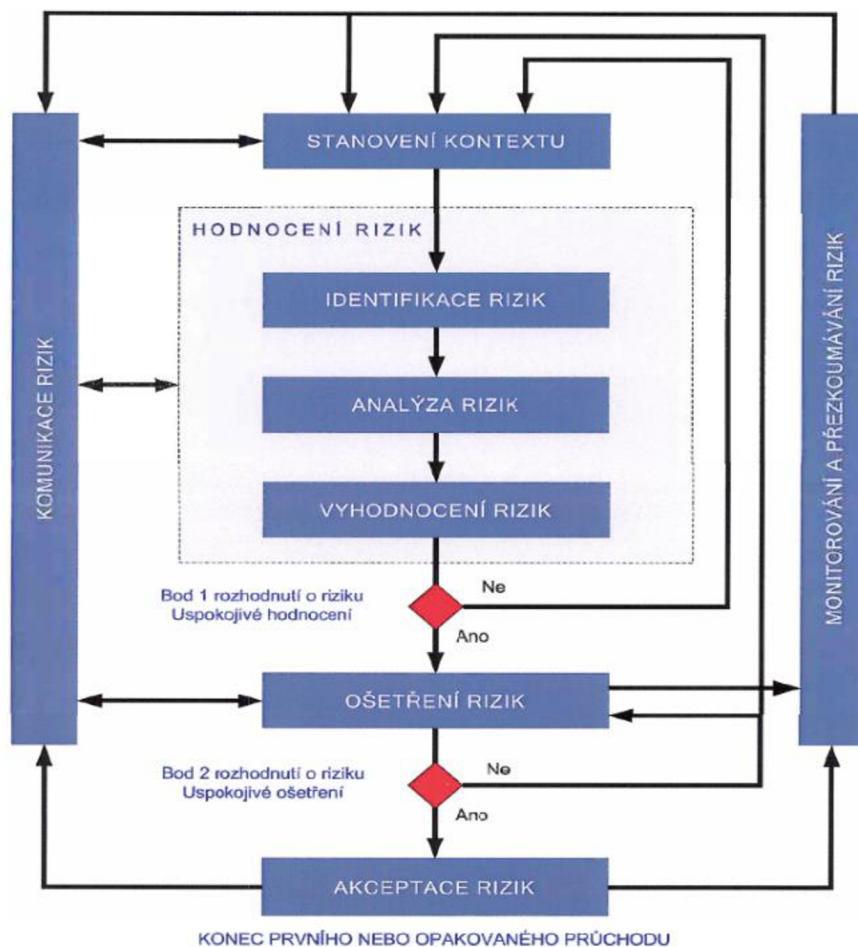 STANOVENÍ KONTEXTU
HODNOCENÍ RIZIK
IDENTIFIKACE RIZIK
ANALÝZA RIZIK
VYHODNOCENÍ RIZIK
KOMUNIKACE RIZIK
MONITOROVÁNÍ A PŘEZKOUMÁVÁNÍ RIZIK
Bod 1 rozhodnutí o riziku
Uspokojivé hodnocení
Ne
Ano
OŠETŘENÍ RIZIK
Bod 2 rozhodnutí o riziku
Uspokojivé ošetření
Ne
Ano
AKCEPTACE RIZIK
KONEC PRVNÍHO NEBO OPAKOVANÉHO PRŮCHODU